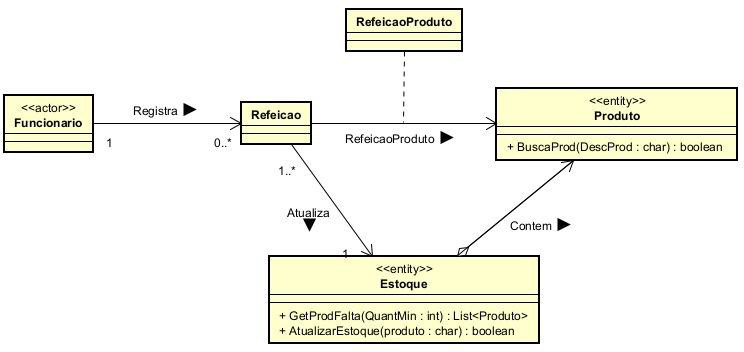 RefeicaoProduto
<<actor>>
Funcionario
Registra
1
0..*
Refeicao
RefeicaoProduto
<<entity>>
Produto
+ BuscaProd(DescProd : char) : boolean
1..*
Atualiza
1
Contem
<<entity>>
Estoque
+ GetProdFalta(QuantMin : int) : List<Produto>
+ AtualizarEstoque(produto : char) : boolean